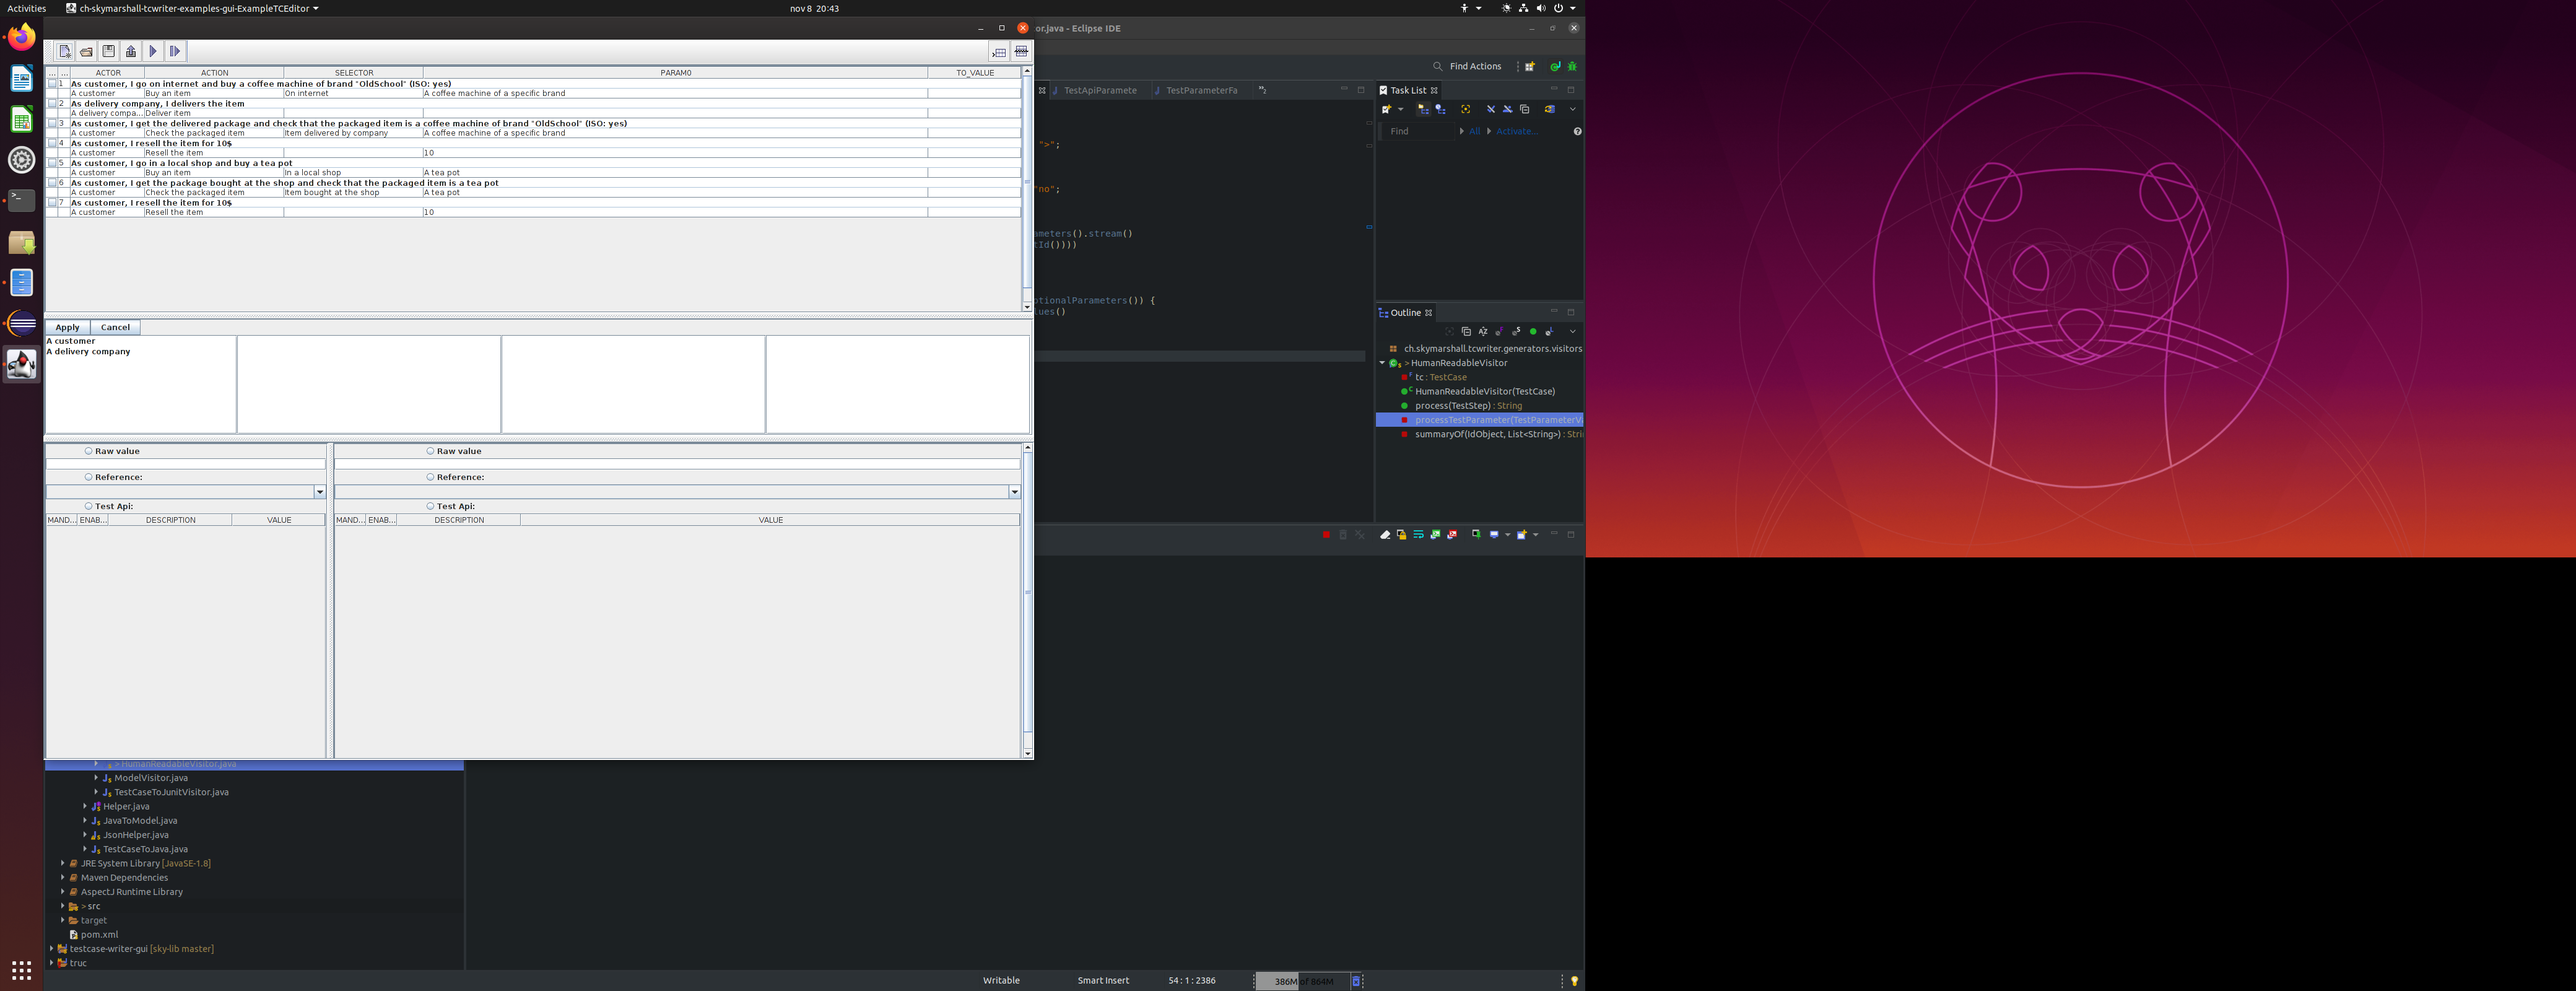 Activities ch-skymarshall-tcwriter-examples-gui-ExampleTCEditor nov 8 20:43
or.java - Eclipse IDE
Find Actions
... ... ACTOR ACTION SELECTOR PARAM0 TO_VALUE
1 As customer, I go on internet and buy a coffee machine of brand "OldSchool" (ISO: yes)
A customer Buy an item On internet A coffee machine of a specific brand
2 As delivery company, I delivers the item
A delivery compa... Deliver item
3 As customer, I get the delivered package and check that the packaged item is a coffee machine of brand "OldSchool" (ISO: yes)
A customer Check the packaged item Item delivered by company A coffee machine of a specific brand
4 As customer, I resell the item for 10$
A customer Resell the item 10
5 As customer, I go in a local shop and buy a tea pot
A customer Buy an item In a local shop A tea pot
6 As customer, I get the package bought at the shop and check that the packaged item is a tea pot
A customer Check the packaged item Item bought at the shop A tea pot
7 As customer, I resell the item for 10$
A customer Resell the item 10
Apply Cancel
A customer
A delivery company
Raw value Raw value
Reference: Reference:
Test Api: Test Api:
MAND... ENAB... DESCRIPTION VALUE MAND... ENAB... DESCRIPTION VALUE
TestApiParamete TestParameterFa
">";
"no";
ameters().stream()
tId())))
ptionalParameters()) {
lues()
Task List
Find All Activate...
Outline
ch.skymarshall.tcwriter.generators.visitors
> HumanReadableVisitor
tc : TestCase
HumanReadableVisitor(TestCase)
process(TestStep) : String
processTestParameter(TestParameterV
summaryOf(IdObject, List<String>) : Stri
> HumanReadableVisitor.java
ModelVisitor.java
TestCaseToJunitVisitor.java
Helper.java
JavaToModel.java
JsonHelper.java
TestCaseToJava.java
JRE System Library [JavaSE-1.8]
Maven Dependencies
AspectJ Runtime Library
> src
target
pom.xml
testcase-writer-gui [sky-lib master]
truc
Writable Smart Insert 54 : 1 : 2386 386M of 864M